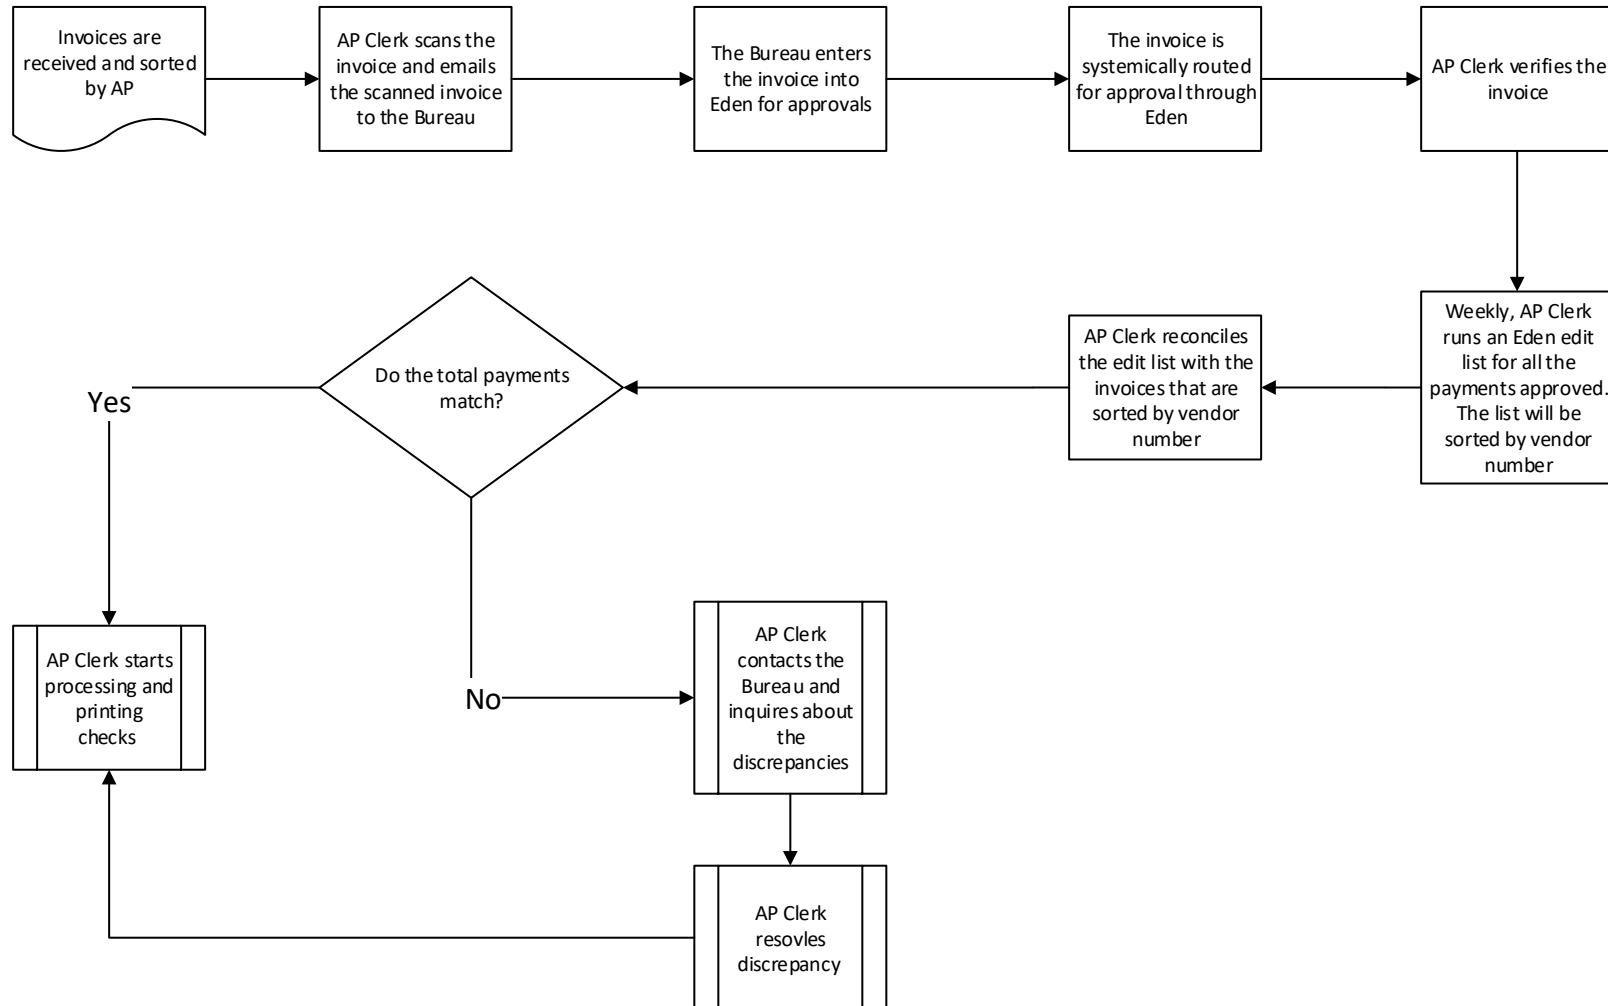 Invoices are
received and sorted
by AP
AP Clerk scans the
invoice and emails
the scanned invoice
to the Bureau
The Bureau enters
the invoice into
Eden for approvals
The invoice is
systemically routed
for approval through
Eden
AP Clerk verifies the
invoice
Weekly, AP Clerk
runs an Eden edit
list for all the
payments approved.
The list will be
sorted by vendor
number
AP Clerk reconciles
the edit list with the
invoices that are
sorted by vendor
number
Do the total payments
match?
Yes
AP Clerk starts
processing and
printing
checks
No
AP Clerk
contacts the
Bureau and
inquires about
the
discrepancies
AP Clerk
resovles
discrepancy